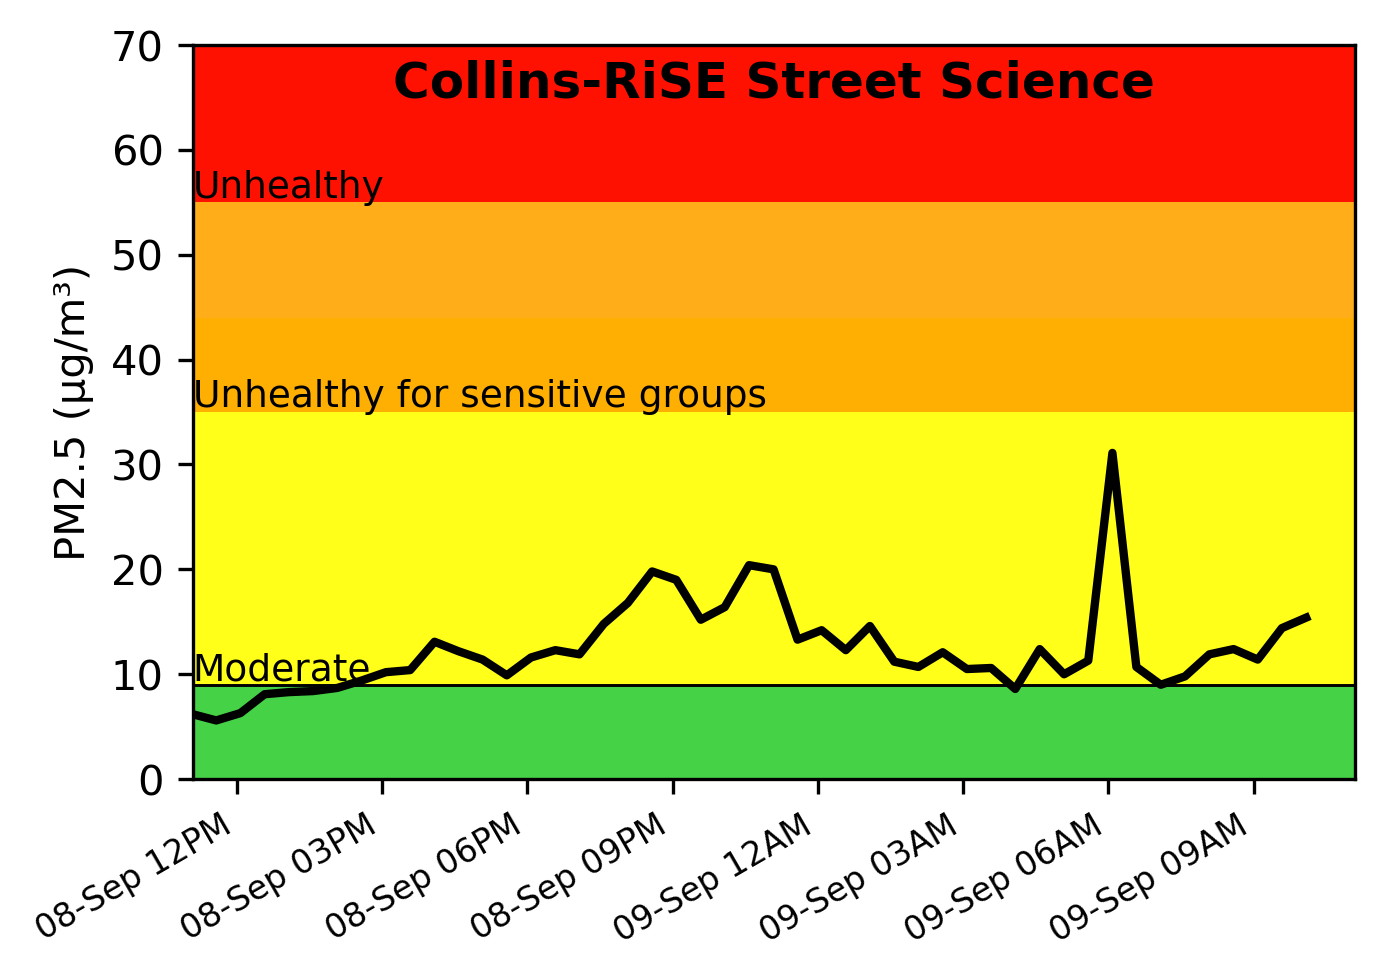 Collins-RiSE Street Science
70
60
Unhealthy
50
40
Unhealthy for sensitive groups
30
20
Moderate
10
0
PM2.5 (µg/m³)
08-Sep 12PM
08-Sep 03PM
08-Sep 06PM
08-Sep 09PM
09-Sep 12AM
09-Sep 03AM
09-Sep 06AM
09-Sep 09AM